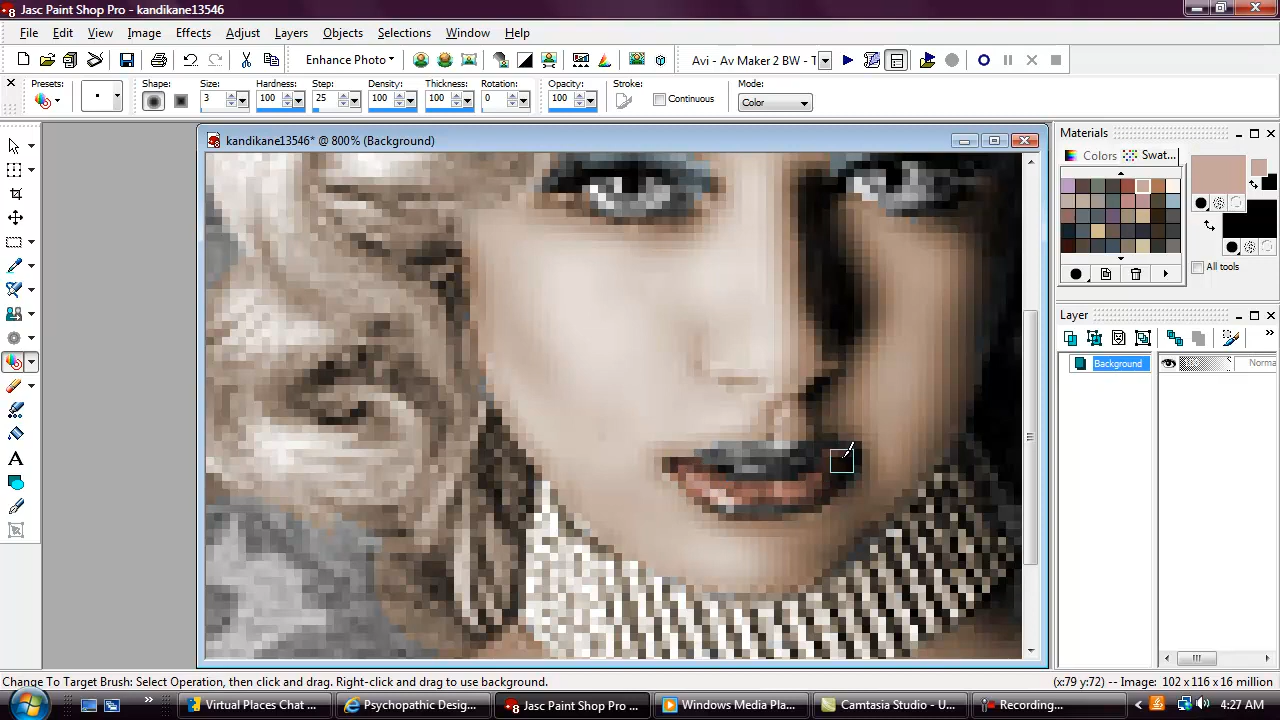 Jasc Paint Shop Pro - kandikane13546
File Edit View Image Effects Adjust Layers Objects Selections Window Help
Enhance Photo
Avi - Av Maker 2 BW - T
Presets: Shape: Size: Hardness: Step: Density: Thickness: Rotation: Opacity: Stroke: Mode:
3 100 25 100 100 0 100 Continuous Color
kandikane13546* @ 800% (Background)
Materials
Colors Swat...
All tools
Layer
Background
Norma
Change To Target Brush: Select Operation, then click and drag. Right-click and drag to use background.
(x:79 y:72) -- Image: 102 x 116 x 16 million
Virtual Places Chat ...
Psychopathic Desig...
Jasc Paint Shop Pro ...
Windows Media Pla...
Camtasia Studio - U...
Recording...
4:27 AM